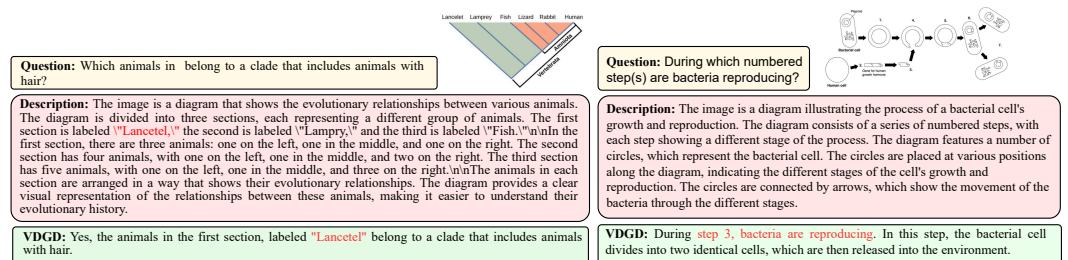 Lancelet Lamprey Fish Lizard Rabbit Human
Amniota
Vertebrata
Question: Which animals in belong to a clade that includes animals with
hair?
Description: The image is a diagram that shows the evolutionary relationships between various animals.
The diagram is divided into three sections, each representing a different group of animals. The first
section is labeled \"Lancetel,\" the second is labeled \"Lampry,\" and the third is labeled \"Fish.\"\n\nIn the
first section, there are three animals: one on the left, one in the middle, and one on the right. The second
section has four animals, with one on the left, one in the middle, and two on the right. The third section
has five animals, with one on the left, one in the middle, and three on the right.\n\nThe animals in each
section are arranged in a way that shows their evolutionary relationships. The diagram provides a clear
visual representation of the relationships between these animals, making it easier to understand their
evolutionary history.
VDGD: Yes, the animals in the first section, labeled "Lancetel" belong to a clade that includes animals
with hair.
Plasmid
Bacterial cell
Human cell
Gene for human
growth hormone
Question: During which numbered
step(s) are bacteria reproducing?
Description: The image is a diagram illustrating the process of a bacterial cell's
growth and reproduction. The diagram consists of a series of numbered steps, with
each step showing a different stage of the process. The diagram features a number of
circles, which represent the bacterial cell. The circles are placed at various positions
along the diagram, indicating the different stages of the cell's growth and
reproduction. The circles are connected by arrows, which show the movement of the
bacteria through the different stages.
VDGD: During step 3, bacteria are reproducing. In this step, the bacterial cell
divides into two identical cells, which are then released into the environment.